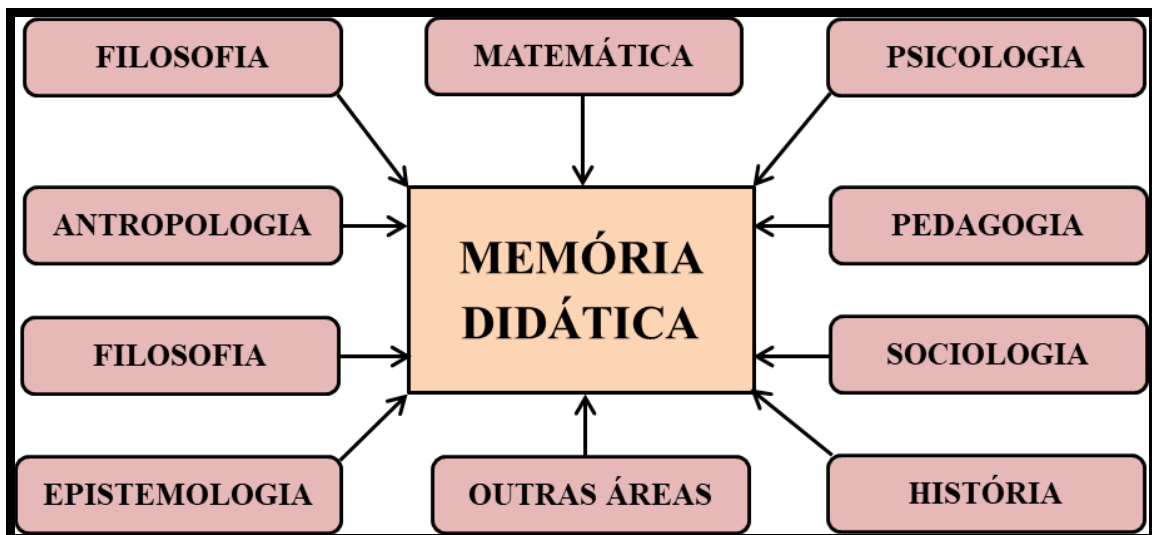 FILOSOFIA
MATEMÁTICA
PSICOLOGIA
ANTROPOLOGIA
PEDAGOGIA
MEMÓRIA
DIDÁTICA
FILOSOFIA
SOCIOLOGIA
EPISTEMOLOGIA
OUTRAS ÁREAS
HISTÓRIA